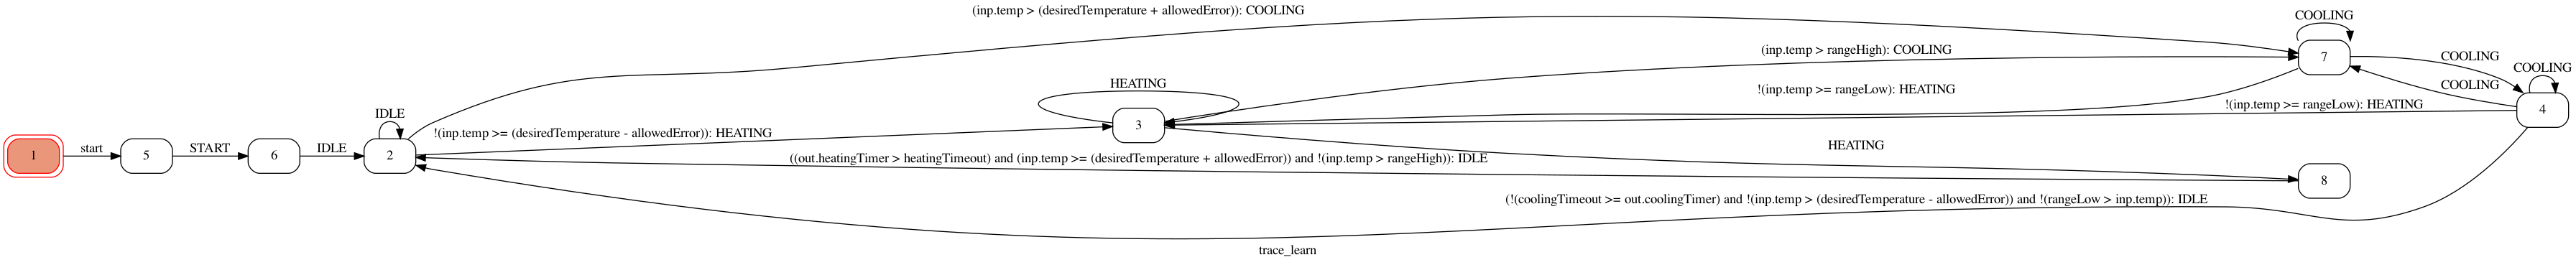 (inp.temp > (desiredTemperature + allowedError)): COOLING
COOLING
7
(inp.temp > rangeHigh): COOLING
COOLING
COOLING
COOLING
HEATING
!(inp.temp >= rangeLow): HEATING
!(inp.temp >= rangeLow): HEATING
4
IDLE
3
!(inp.temp >= (desiredTemperature - allowedError)): HEATING
1
start
5
START
6
IDLE
2
((out.heatingTimer > heatingTimeout) and (inp.temp >= (desiredTemperature + allowedError)) and !(inp.temp > rangeHigh)): IDLE
HEATING
8
(!(coolingTimeout >= out.coolingTimer) and !(inp.temp > (desiredTemperature - allowedError)) and !(rangeLow > inp.temp)): IDLE
trace_learn